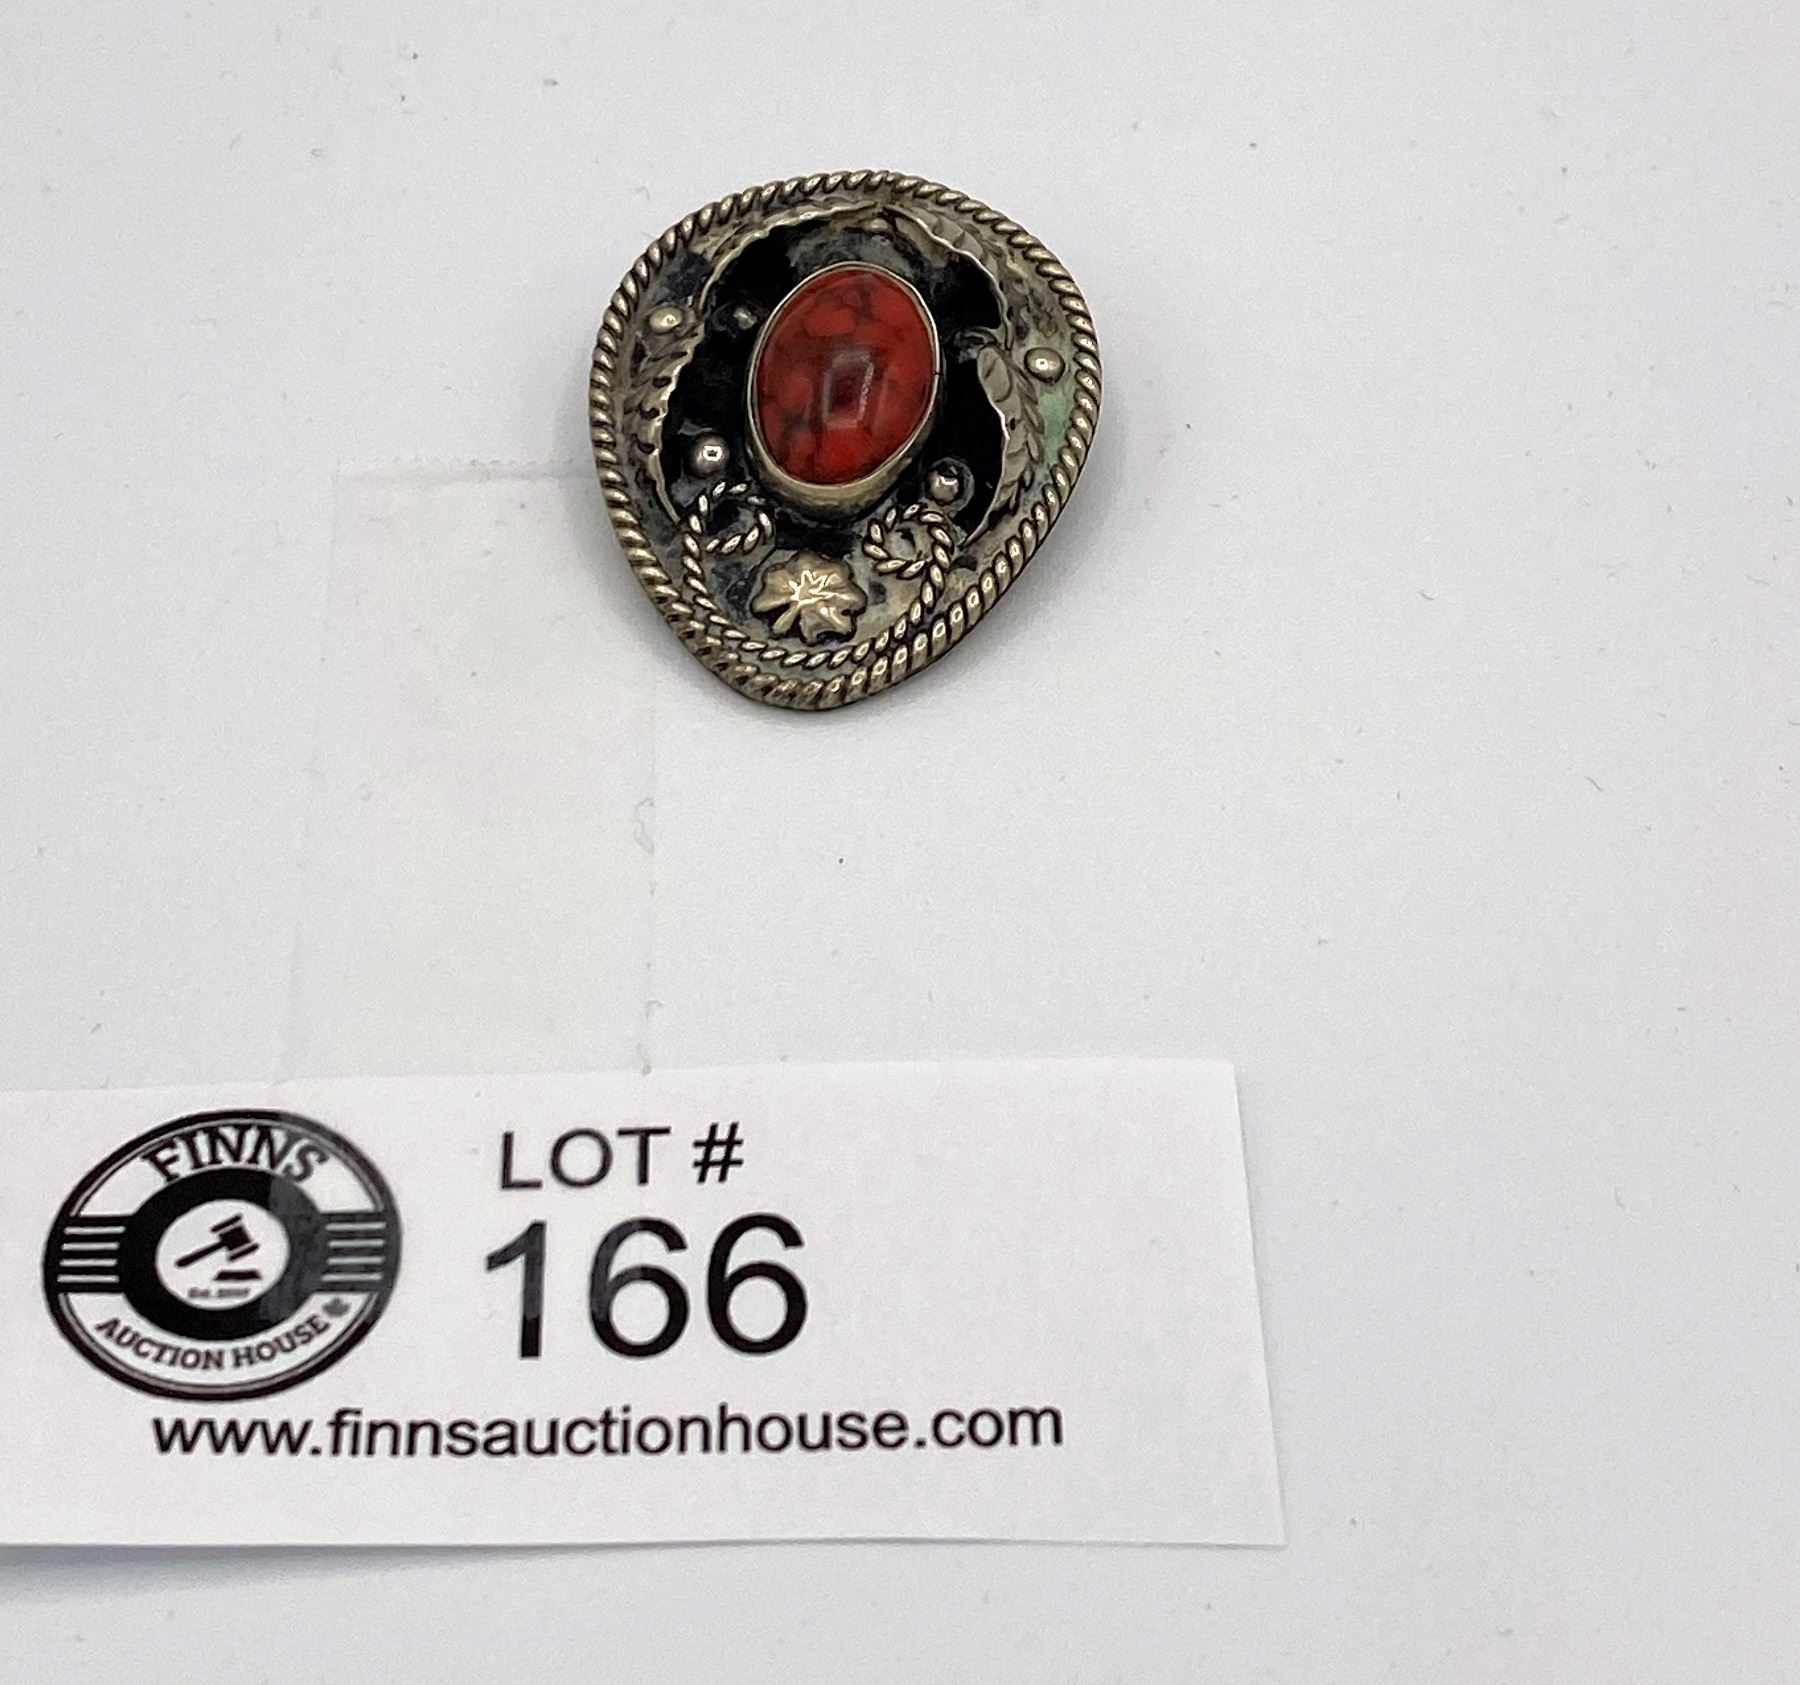 FINNS
AUCTION HOUSE
LOT #
166
www.finnsauctionhouse.com